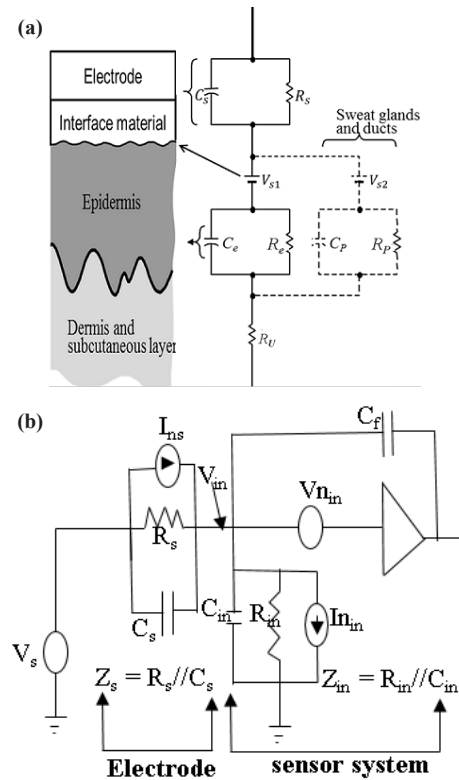 (a)
Electrode
Interface material
Epidermis
Dermis and
subcutaneous layer
C_s
R_s
Sweat glands
and ducts
V_s1
V_s2
C_e
R_e
C_P
R_P
R_U
(b)
I_ns
V_in
C_f
Vn_in
R_s
C_s
C_in
R_in
In_in
V_s
Z_s = R_s//C_s
Z_in = R_in//C_in
Electrode
sensor system